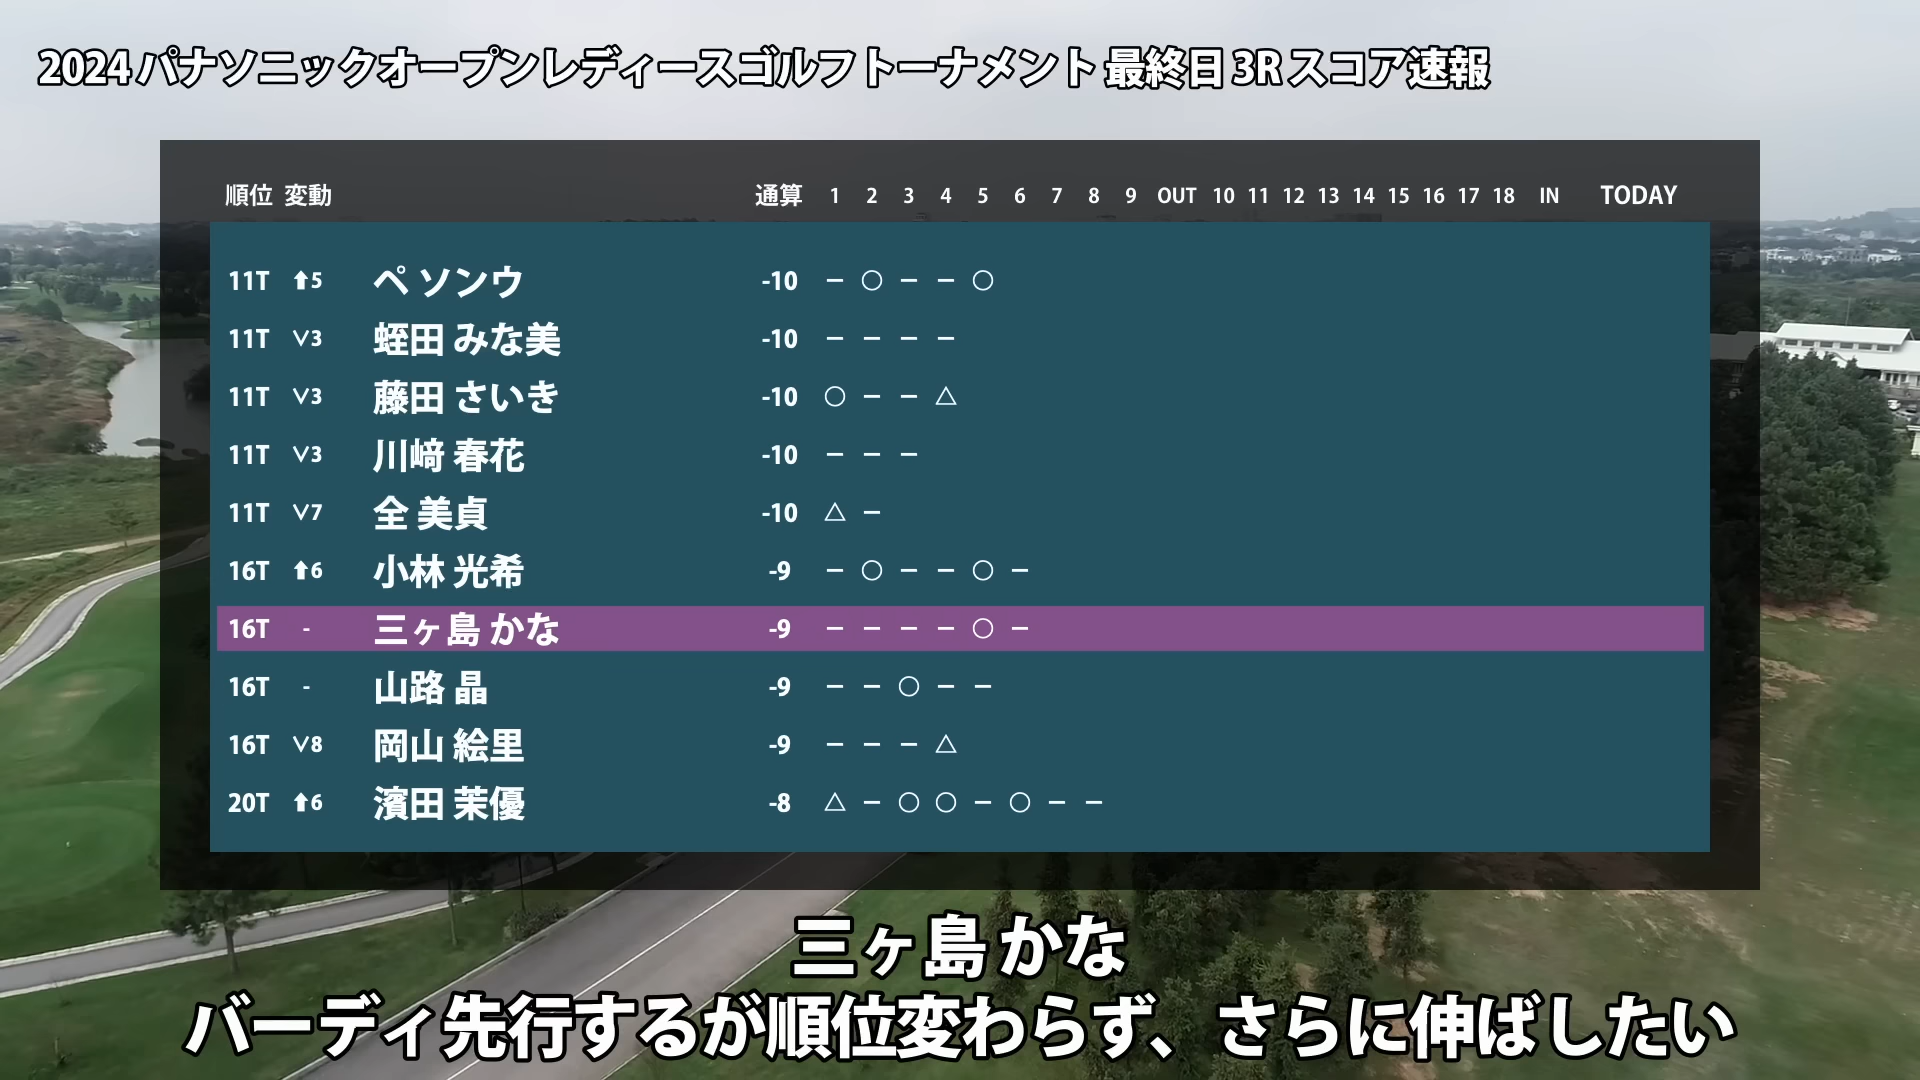 2024 パナソニックオープンレディースゴルフトーナメント 最終日 3R スコア速報
順位 変動 通算 1 2 3 4 5 6 7 8 9 OUT 10 11 12 13 14 15 16 17 18 IN TODAY
11T ⬆5 ペ ソンウ -10 − ○ − − ○
11T ∨3 蛭田 みな美 -10 − − − −
11T ∨3 藤田 さいき -10 ○ − − △
11T ∨3 川﨑 春花 -10 − − −
11T ∨7 全 美貞 -10 △ −
16T ⬆6 小林 光希 -9 − ○ − − ○ −
16T - 三ヶ島 かな -9 − − − − ○ −
16T - 山路 晶 -9 − − ○ − −
16T ∨8 岡山 絵里 -9 − − − △
20T ⬆6 濱田 茉優 -8 △ − ○ ○ − ○ − −
三ヶ島 かな
バーディ先行するが順位変わらず、さらに伸ばしたい